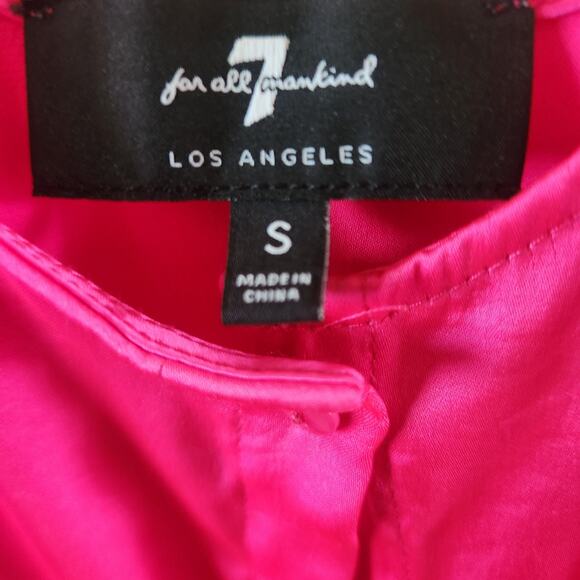 7
for all mankind
LOS ANGELES
S
MADE IN
CHINA